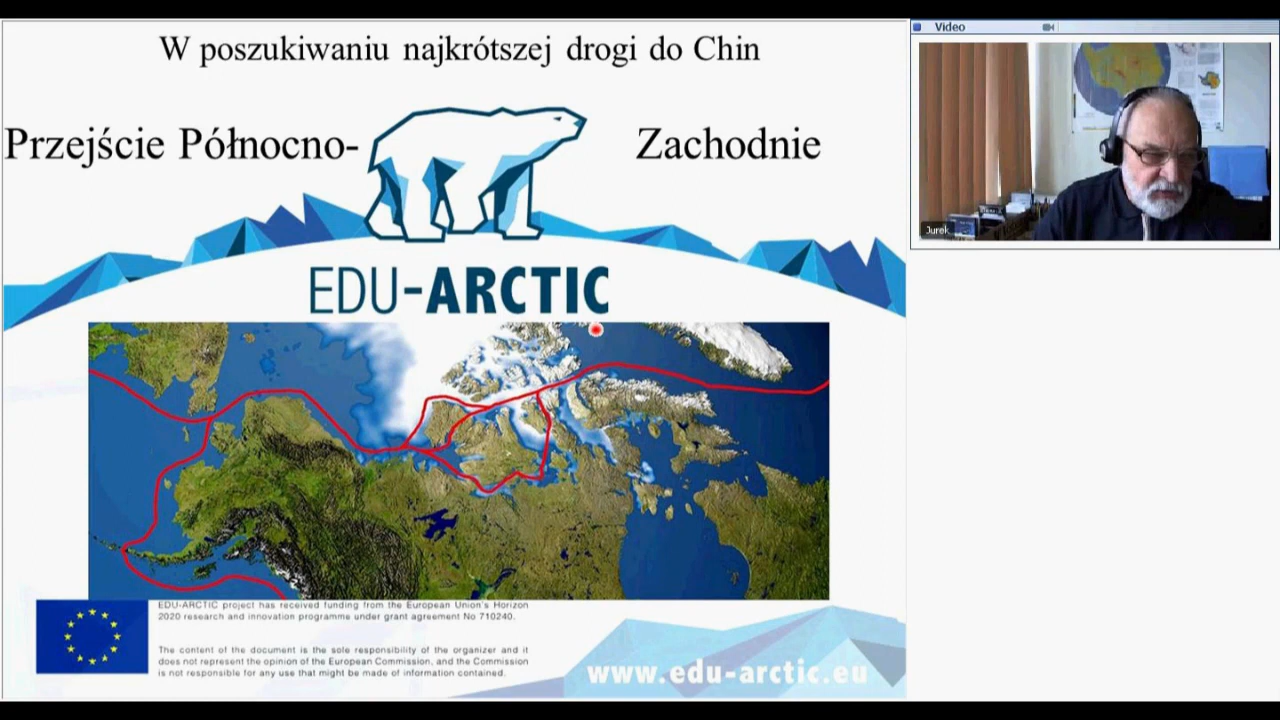 W poszukiwaniu najkrótszej drogi do Chin
Przejście Północno- Zachodnie
EDU-ARCTIC
EDU-ARCTIC project has received funding from the European Union's Horizon
2020 research and innovation programme under grant agreement No 710240.
The content of the document is the sole responsibility of the organizer and it
does not represent the opinion of the European Commission, and the Commission
is not responsible for any use that might be made of information contained.
www.edu-arctic.eu
Video
Jurek